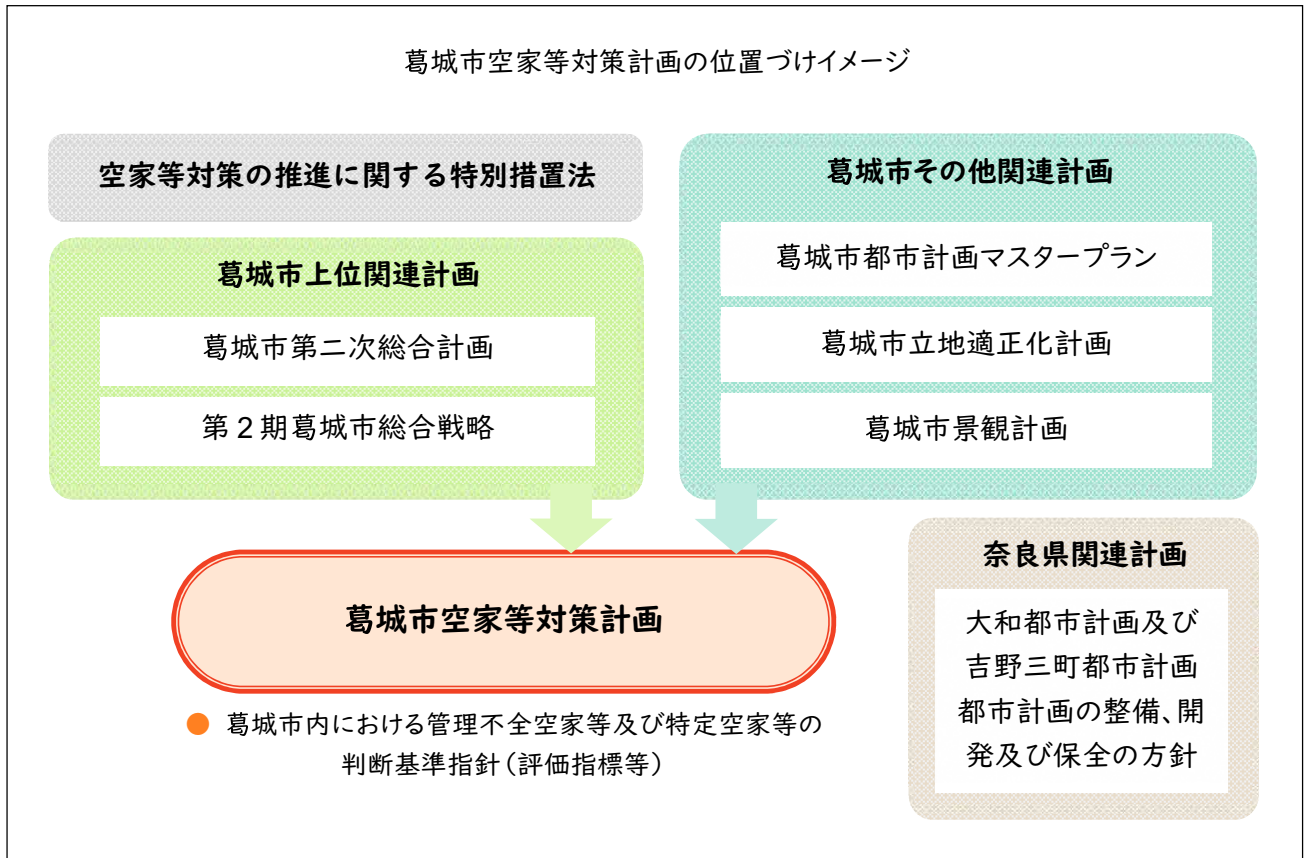 葛城市空家等対策計画の位置づけイメージ
空家等対策の推進に関する特別措置法
葛城市上位関連計画
葛城市第二次総合計画
第２期葛城市総合戦略
葛城市その他関連計画
葛城市都市計画マスタープラン
葛城市立地適正化計画
葛城市景観計画
葛城市空家等対策計画
● 葛城市内における管理不全空家等及び特定空家等の
判断基準指針（評価指標等）
奈良県関連計画
大和都市計画及び
吉野三町都市計画
都市計画の整備、開
発及び保全の方針